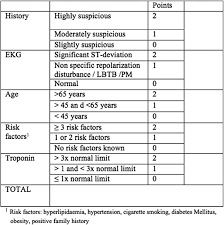 Points
History Highly suspicious 2
Moderately suspicious 1
Slightly suspicious 0
EKG Significant ST-deviation 2
Non specific repolarization 1
disturbance / LBTB /PM
Normal 0
Age >65 years 2
> 45 and <65 years 1
< 45 years 0
Risk ≥ 3 risk factors 2
factors¹ 1 or 2 risk factors 1
No risk factors known 0
Troponin > 3x normal limit 2
> 1 and < 3x normal limit 1
≤ 1x normal limit 0
TOTAL
¹ Risk factors: hyperlipidaemia, hypertension, cigarette smoking, diabetes Mellitus,
obesity, positive family history